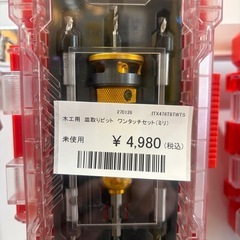 270126 JTX478T8TWTS
木工用 皿取りビット ワンタッチセット(ミリ)
未使用
¥ 4,980(税込)